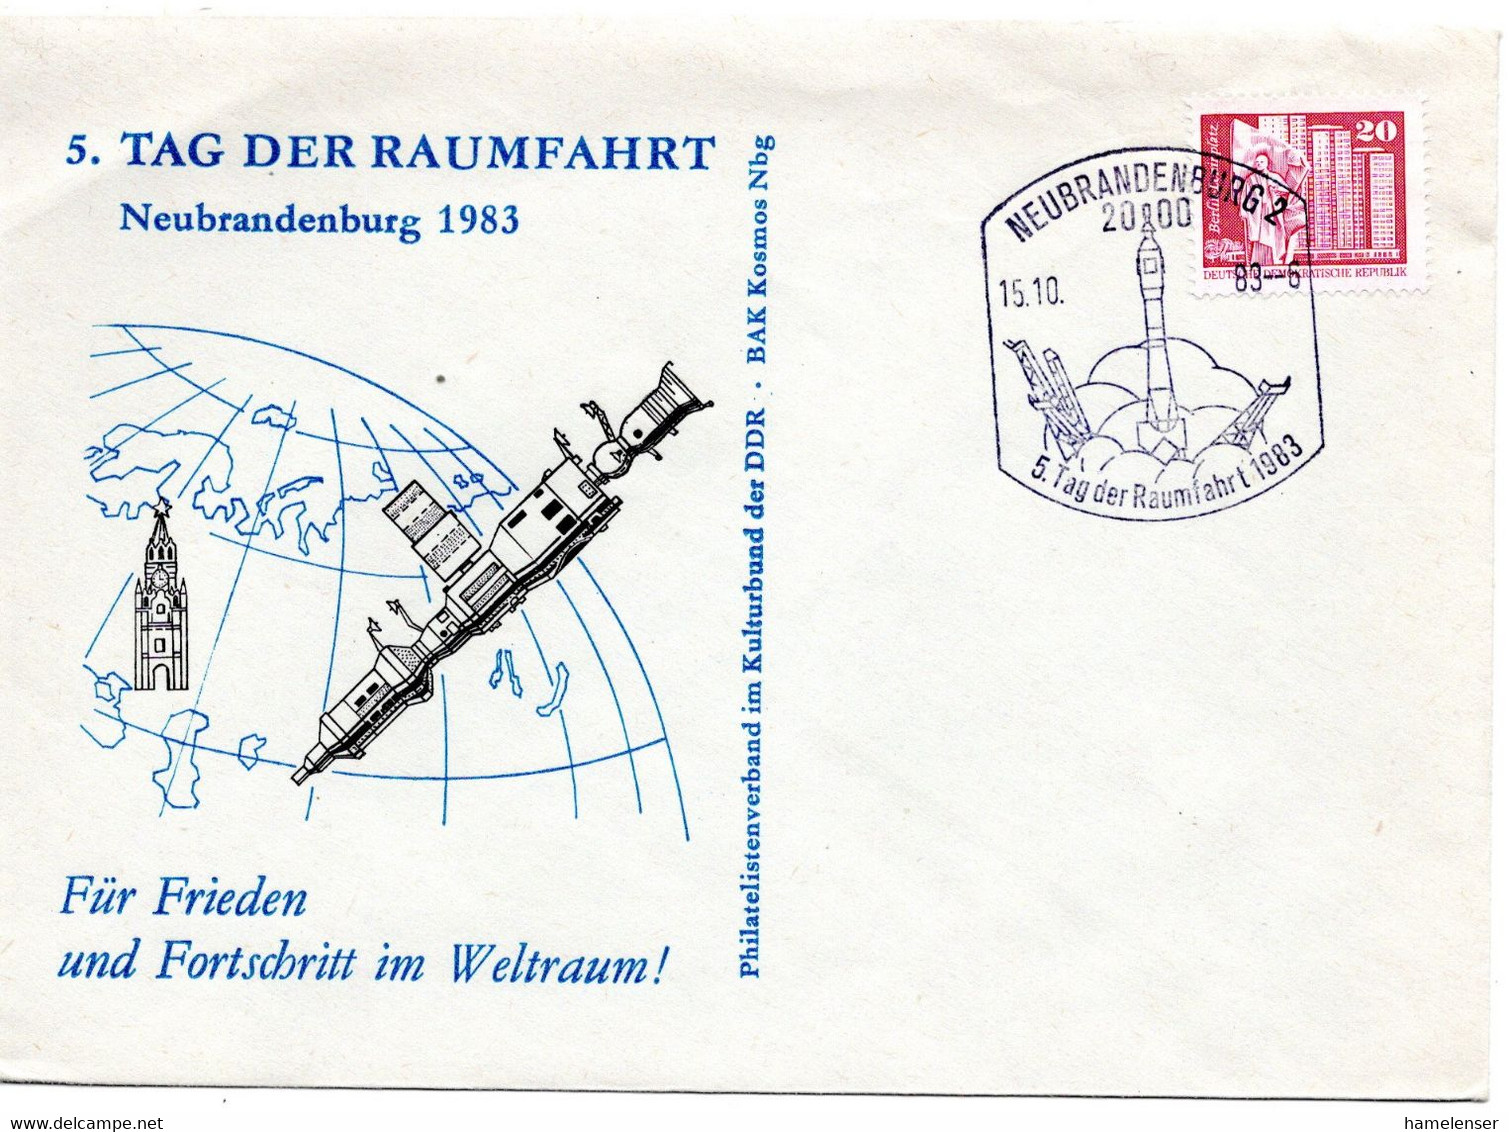 5. TAG DER RAUMFAHRT
Neubrandenburg 1983
Philatelistenverband im Kulturbund der DDR · BAK Kosmos Nbg
Für Frieden
und Fortschritt im Weltraum!
NEUBRANDENBURG 2
2000
15.10.
83--6
5. Tag der Raumfahrt 1983
20
DEUTSCHE DEMOKRATISCHE REPUBLIK
www.delcampe.net
hamelenser